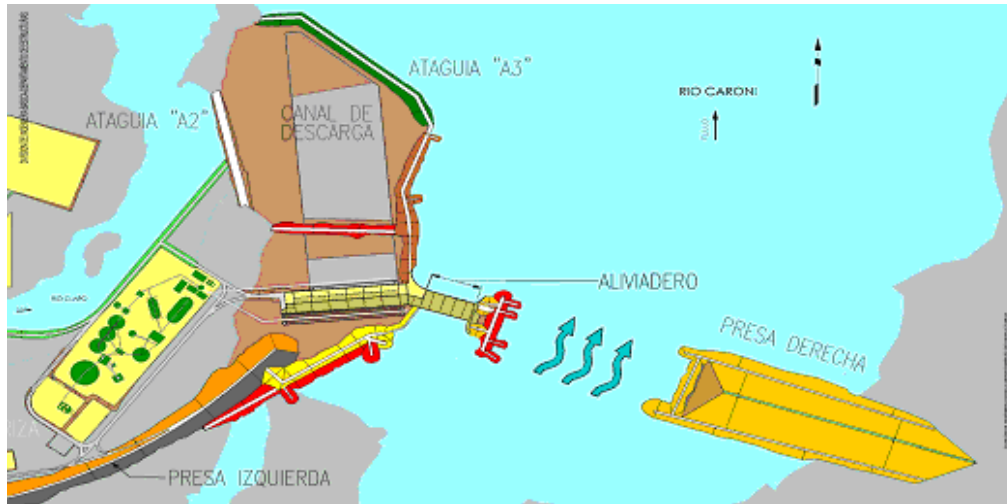 ATAGUIA "A3"
RIO CARONI
ATAGUIA "A2"
CANAL DE
DESCARGA
ALIVIADERO
PRESA DERECHA
PRESA IZQUIERDA